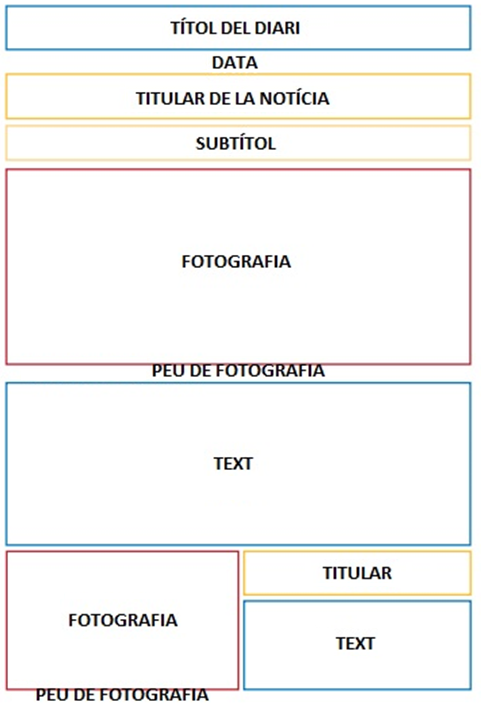 TÍTOL DEL DIARI
DATA
TITULAR DE LA NOTÍCIA
SUBTÍTOL
FOTOGRAFIA
PEU DE FOTOGRAFIA
TEXT
FOTOGRAFIA
PEU DE FOTOGRAFIA
TITULAR
TEXT